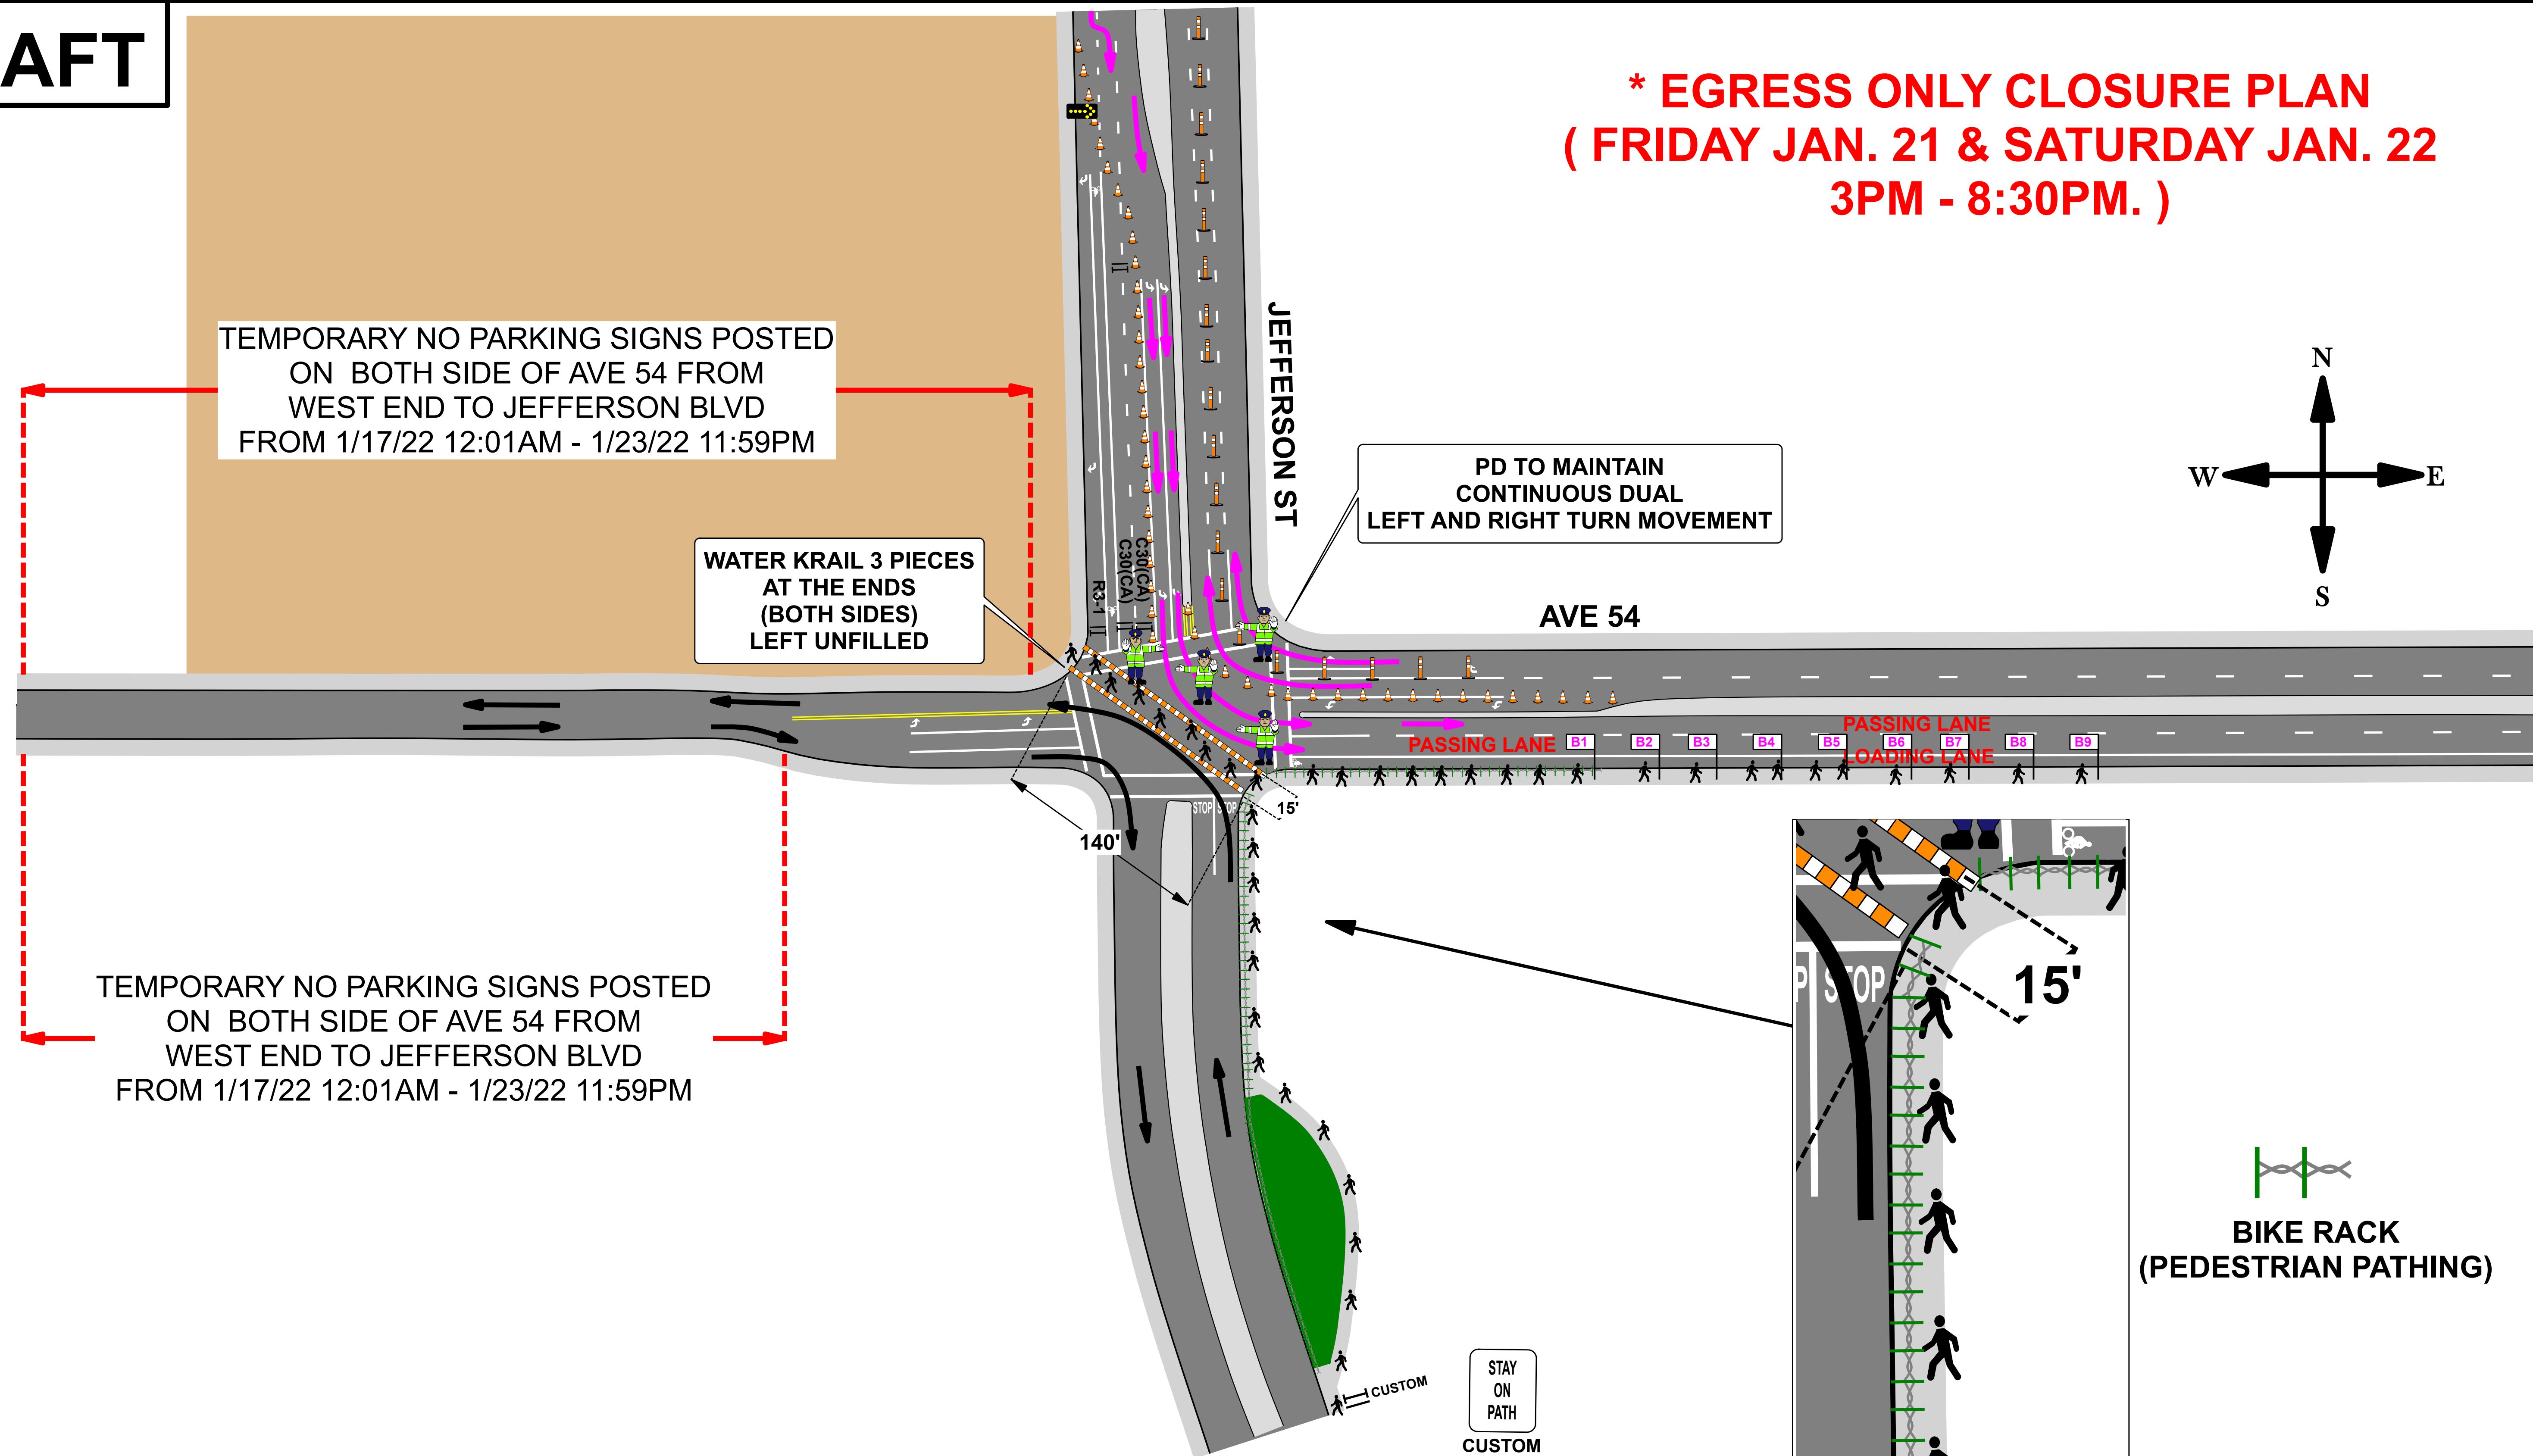 AFT
* EGRESS ONLY CLOSURE PLAN
( FRIDAY JAN. 21 & SATURDAY JAN. 22
3PM - 8:30PM. )
TEMPORARY NO PARKING SIGNS POSTED
ON BOTH SIDE OF AVE 54 FROM
WEST END TO JEFFERSON BLVD
FROM 1/17/22 12:01AM - 1/23/22 11:59PM
JEFFERSON ST
N
W
E
S
PD TO MAINTAIN
CONTINUOUS DUAL
LEFT AND RIGHT TURN MOVEMENT
WATER KRAIL 3 PIECES
AT THE ENDS
(BOTH SIDES)
LEFT UNFILLED
R3-1
C30(CA)
C30(CA)
AVE 54
PASSING LANE
PASSING LANE
LOADING LANE
B1
B2
B3
B4
B5
B6
B7
B8
B9
STOP
STOP
15'
140'
TEMPORARY NO PARKING SIGNS POSTED
ON BOTH SIDE OF AVE 54 FROM
WEST END TO JEFFERSON BLVD
FROM 1/17/22 12:01AM - 1/23/22 11:59PM
P
STOP
15'
BIKE RACK
(PEDESTRIAN PATHING)
CUSTOM
STAY
ON
PATH
CUSTOM